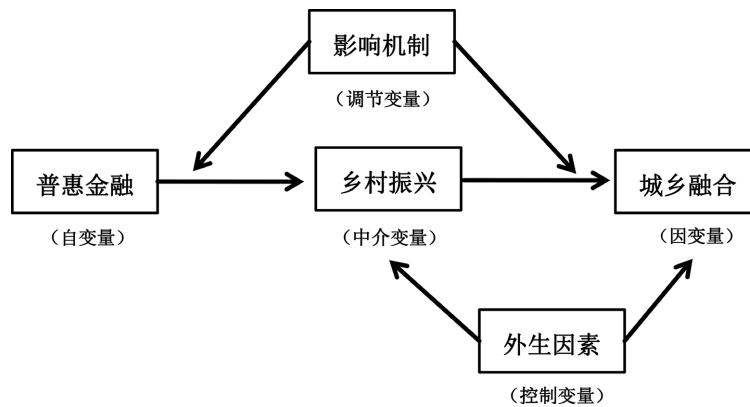 影响机制
（调节变量）
普惠金融
（自变量）
乡村振兴
（中介变量）
城乡融合
（因变量）
外生因素
（控制变量）